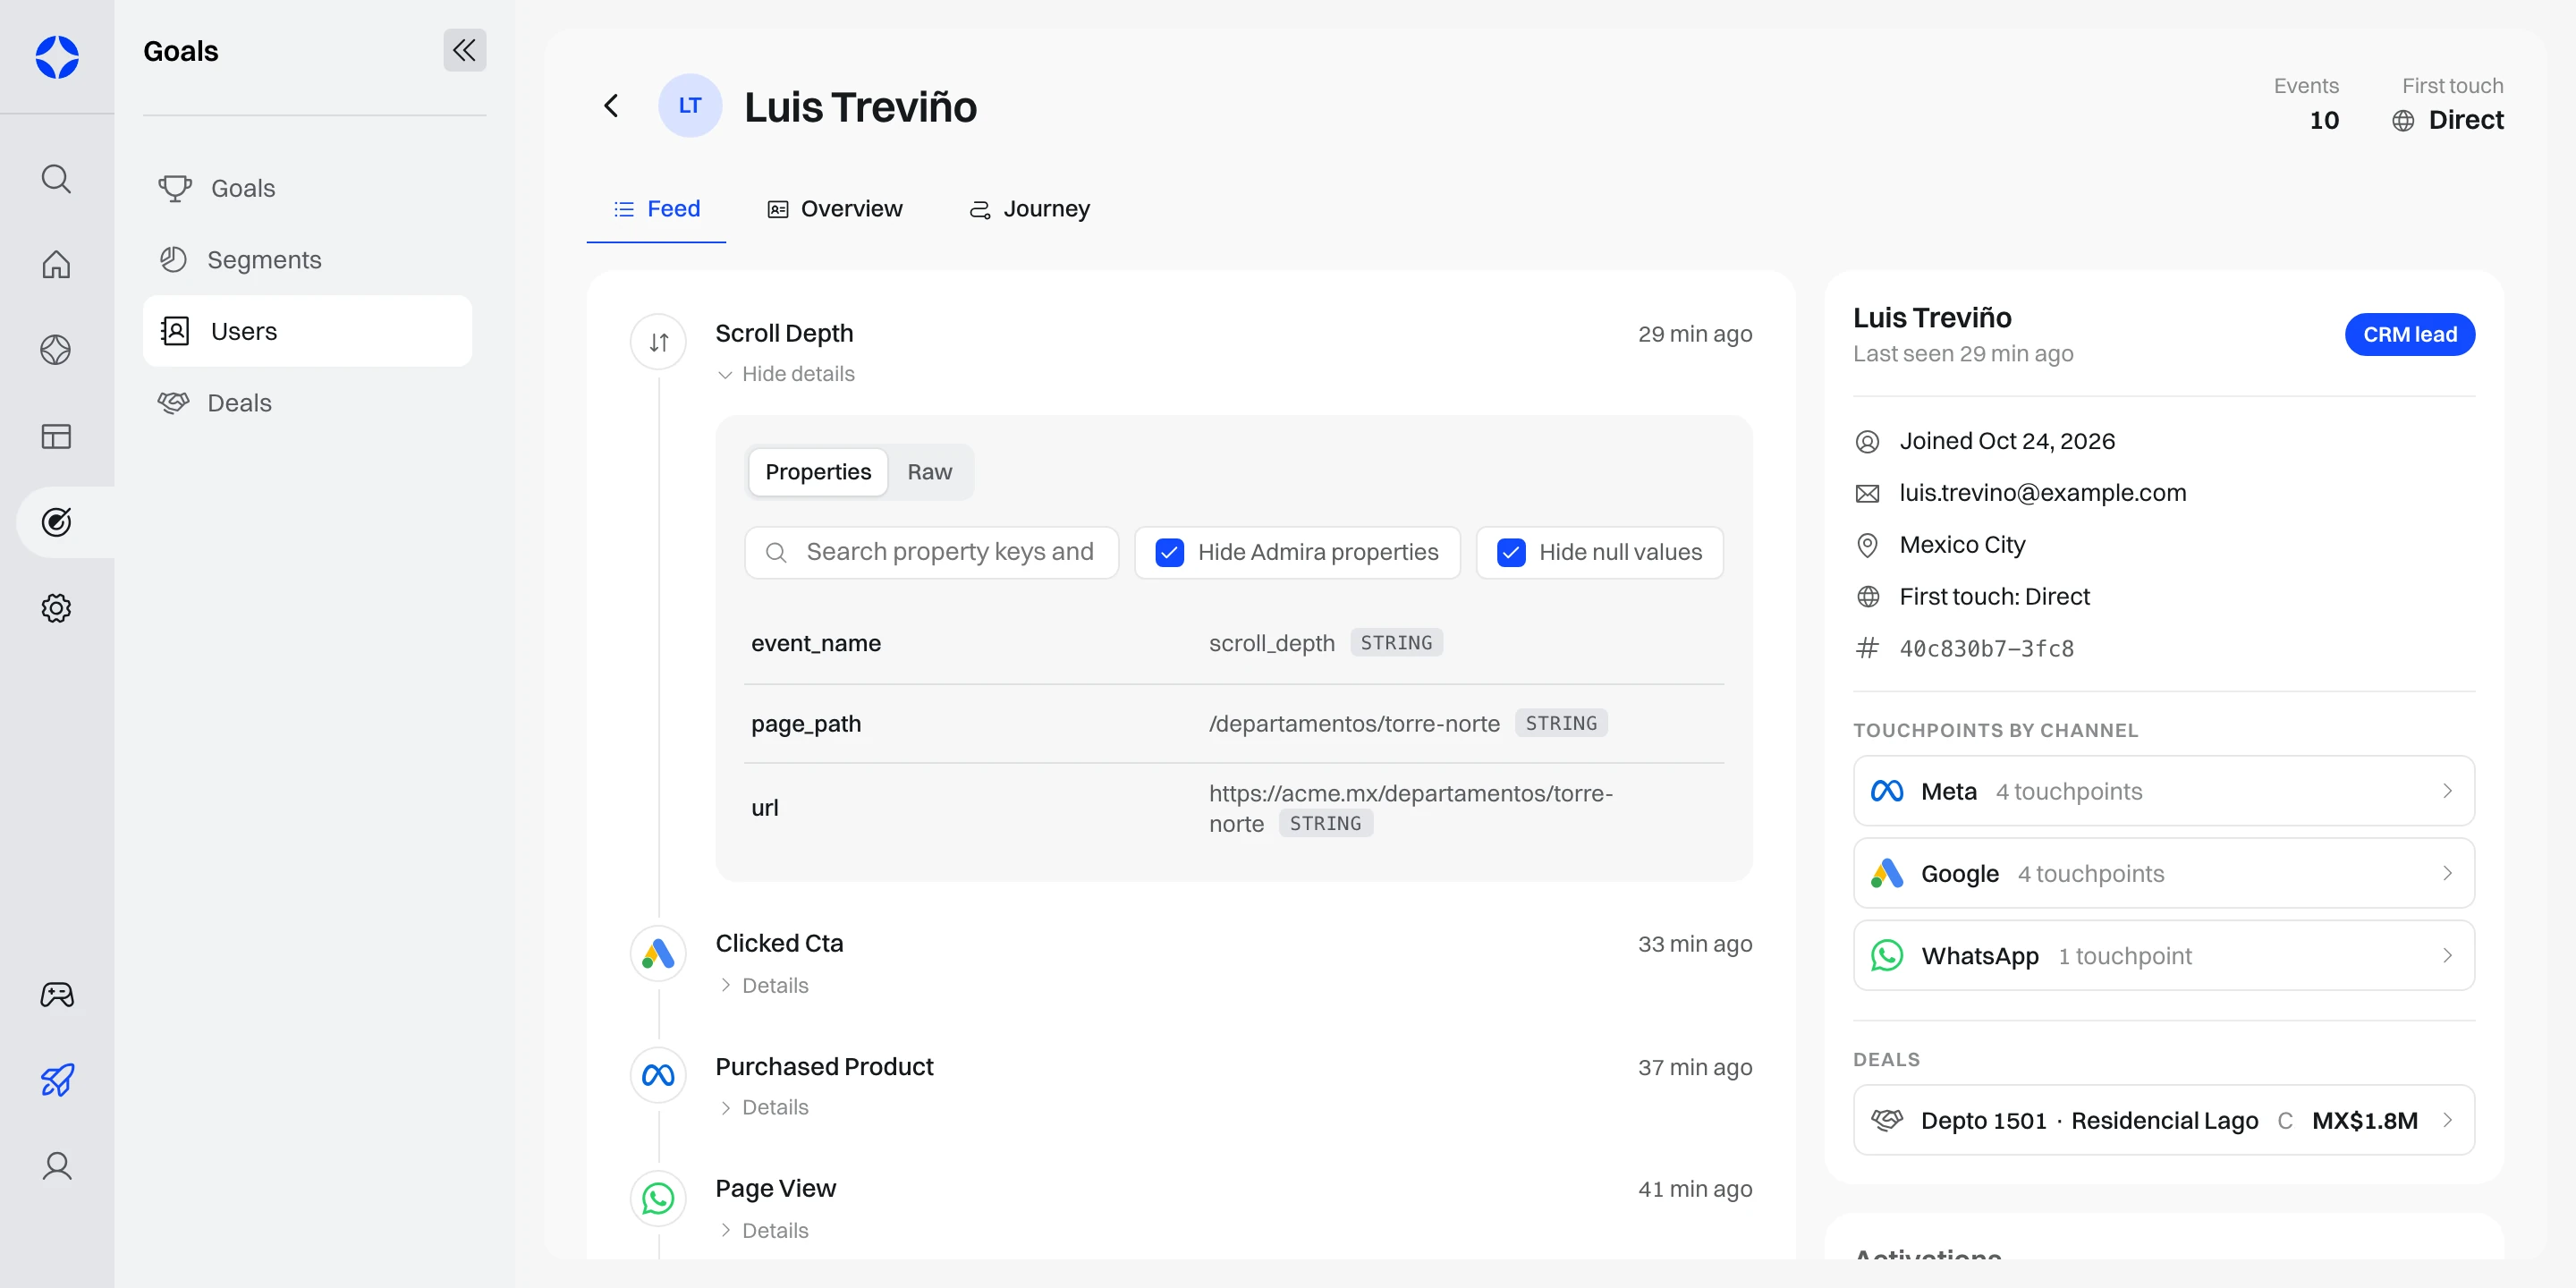 Goals
Goals
Segments
Users
Deals
LT
Luis Treviño
Events
10
First touch
Direct
Feed
Overview
Journey
Scroll Depth
29 min ago
Hide details
Properties
Raw
Search property keys and
Hide Admira properties
Hide null values
event_name
scroll_depth STRING
page_path
/departamentos/torre-norte STRING
url
https://acme.mx/departamentos/torre-
norte STRING
Clicked Cta
33 min ago
Details
Purchased Product
37 min ago
Details
Page View
41 min ago
Details
Luis Treviño
Last seen 29 min ago
CRM lead
Joined Oct 24, 2026
luis.trevino@example.com
Mexico City
First touch: Direct
40c830b7-3fc8
TOUCHPOINTS BY CHANNEL
Meta 4 touchpoints
Google 4 touchpoints
WhatsApp 1 touchpoint
DEALS
Depto 1501 · Residencial Lago C MX$1.8M
Activations